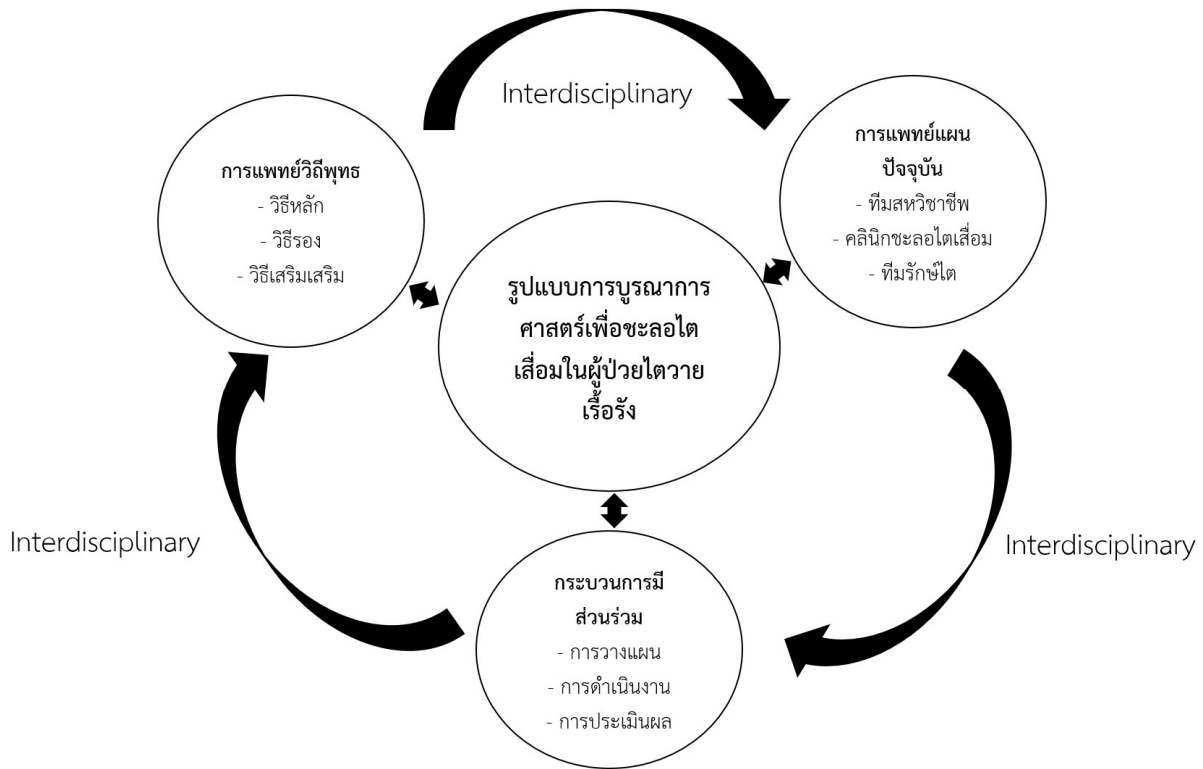 Interdisciplinary
การแพทย์วิถีพุทธ
- วิธีหลัก
- วิธีรอง
- วิธีเสริมเสริม
การแพทย์แผน
ปัจจุบัน
- ทีมสหวิชาชีพ
- คลินิกชะลอไตเสื่อม
- ทีมรักษ์ไต
รูปแบบการบูรณาการ
ศาสตร์เพื่อชะลอไต
เสื่อมในผู้ป่วยไตวาย
เรื้อรัง
Interdisciplinary
Interdisciplinary
กระบวนการมี
ส่วนร่วม
- การวางแผน
- การดำเนินงาน
- การประเมินผล